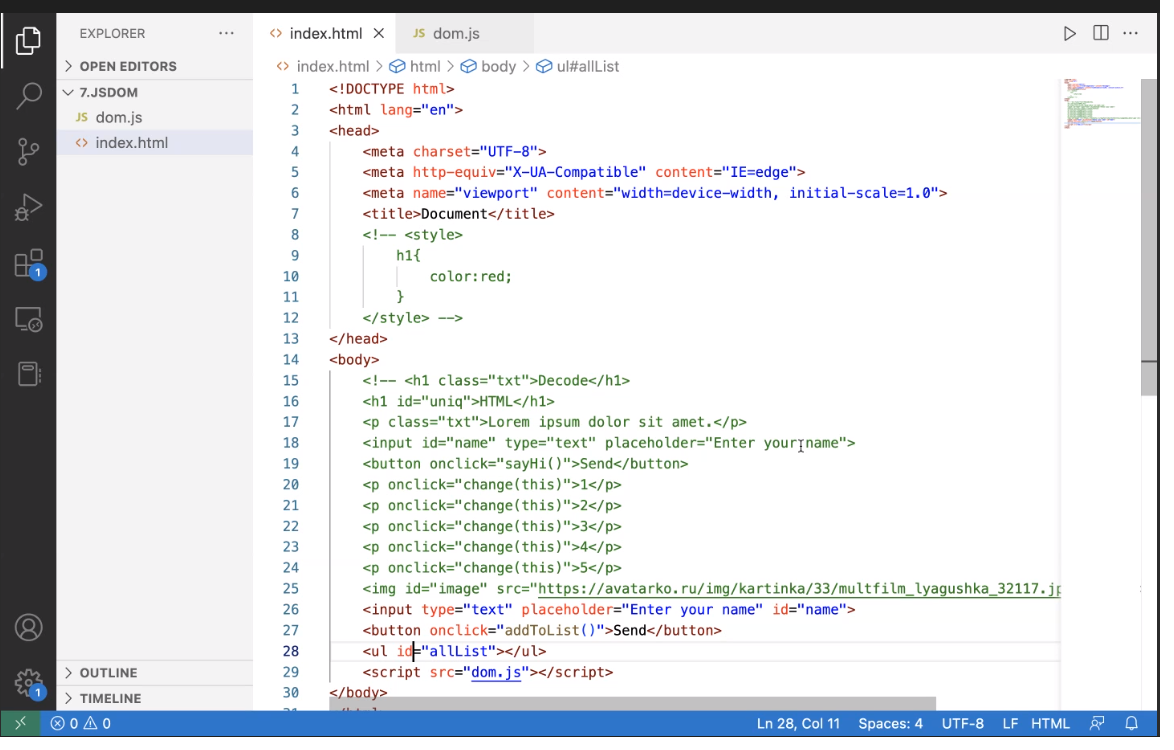 EXPLORER ...
index.html
JS dom.js
OPEN EDITORS
7.JSDOM
JS dom.js
index.html
index.html > html > body > ul#allList
1 <!DOCTYPE html>
2 <html lang="en">
3 <head>
4 <meta charset="UTF-8">
5 <meta http-equiv="X-UA-Compatible" content="IE=edge">
6 <meta name="viewport" content="width=device-width, initial-scale=1.0">
7 <title>Document</title>
8 <!-- <style>
9 h1{
10 color:red;
11 }
12 </style> -->
13 </head>
14 <body>
15 <!-- <h1 class="txt">Decode</h1>
16 <h1 id="uniq">HTML</h1>
17 <p class="txt">Lorem ipsum dolor sit amet.</p>
18 <input id="name" type="text" placeholder="Enter your name">
19 <button onclick="sayHi()">Send</button>
20 <p onclick="change(this)">1</p>
21 <p onclick="change(this)">2</p>
22 <p onclick="change(this)">3</p>
23 <p onclick="change(this)">4</p>
24 <p onclick="change(this)">5</p>
25 <img id="image" src="https://avatarko.ru/img/kartinka/33/multfilm_lyagushka_32117.jp
26 <input type="text" placeholder="Enter your name" id="name">
27 <button onclick="addToList()">Send</button>
28 <ul id="allList"></ul>
29 <script src="dom.js"></script>
30 </body>
1
1
OUTLINE
TIMELINE
0 0
Ln 28, Col 11 Spaces: 4 UTF-8 LF HTML